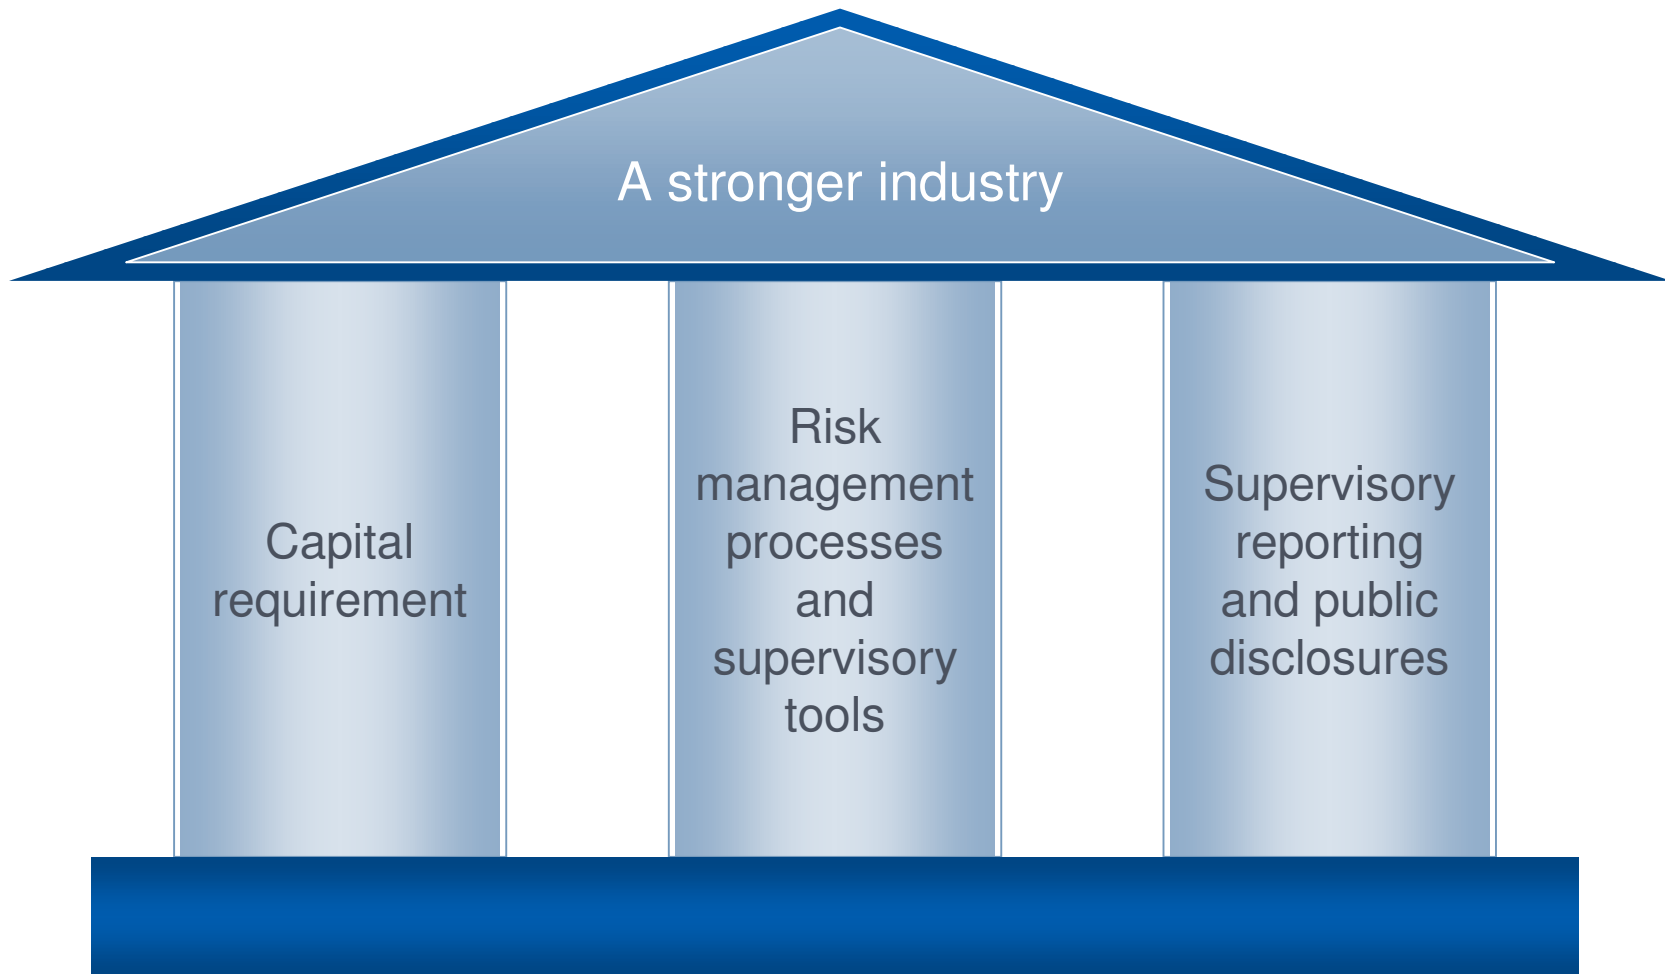 A stronger industry
Capital
requirement
Risk
management
processes
and
supervisory
tools
Supervisory
reporting
and public
disclosures